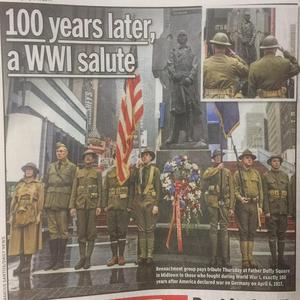 100 years later,
a WWI salute
Reenactment group pays tribute Thursday at Father Duffy Square
in Midtown to those who fought during World War I, exactly 100
years after America declared war on Germany on April 6, 1917.